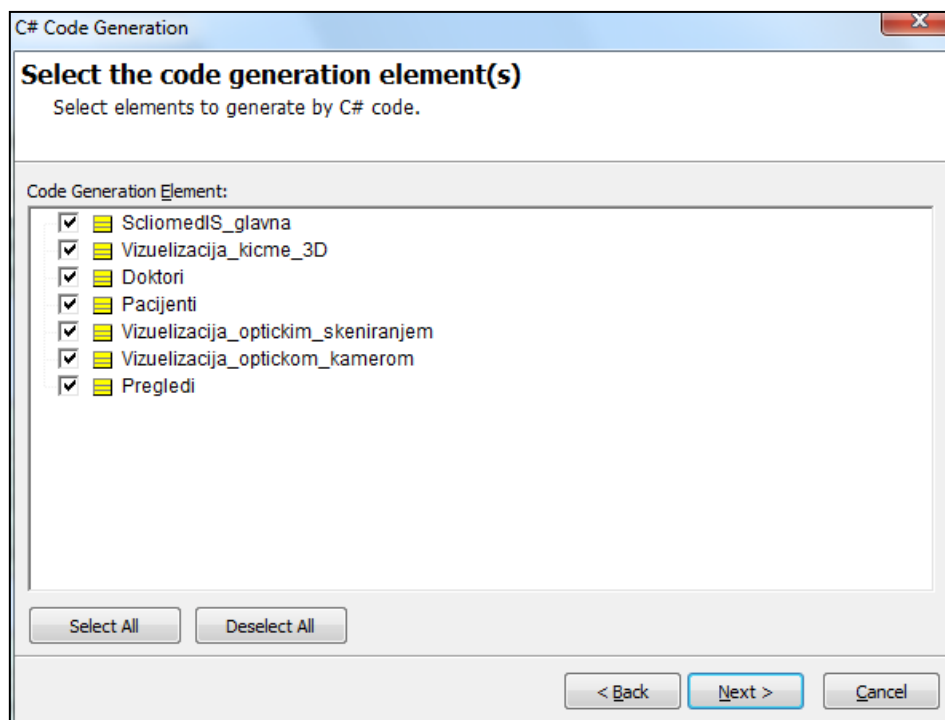 C# Code Generation
X
Select the code generation element(s)
Select elements to generate by C# code.
Code Generation Element:
ScliomedIS_glavna
Vizuelizacija_kicme_3D
Doktori
Pacijenti
Vizuelizacija_optickim_skeniranjem
Vizuelizacija_optickom_kamerom
Pregledi
Select All Deselect All
< Back Next > Cancel